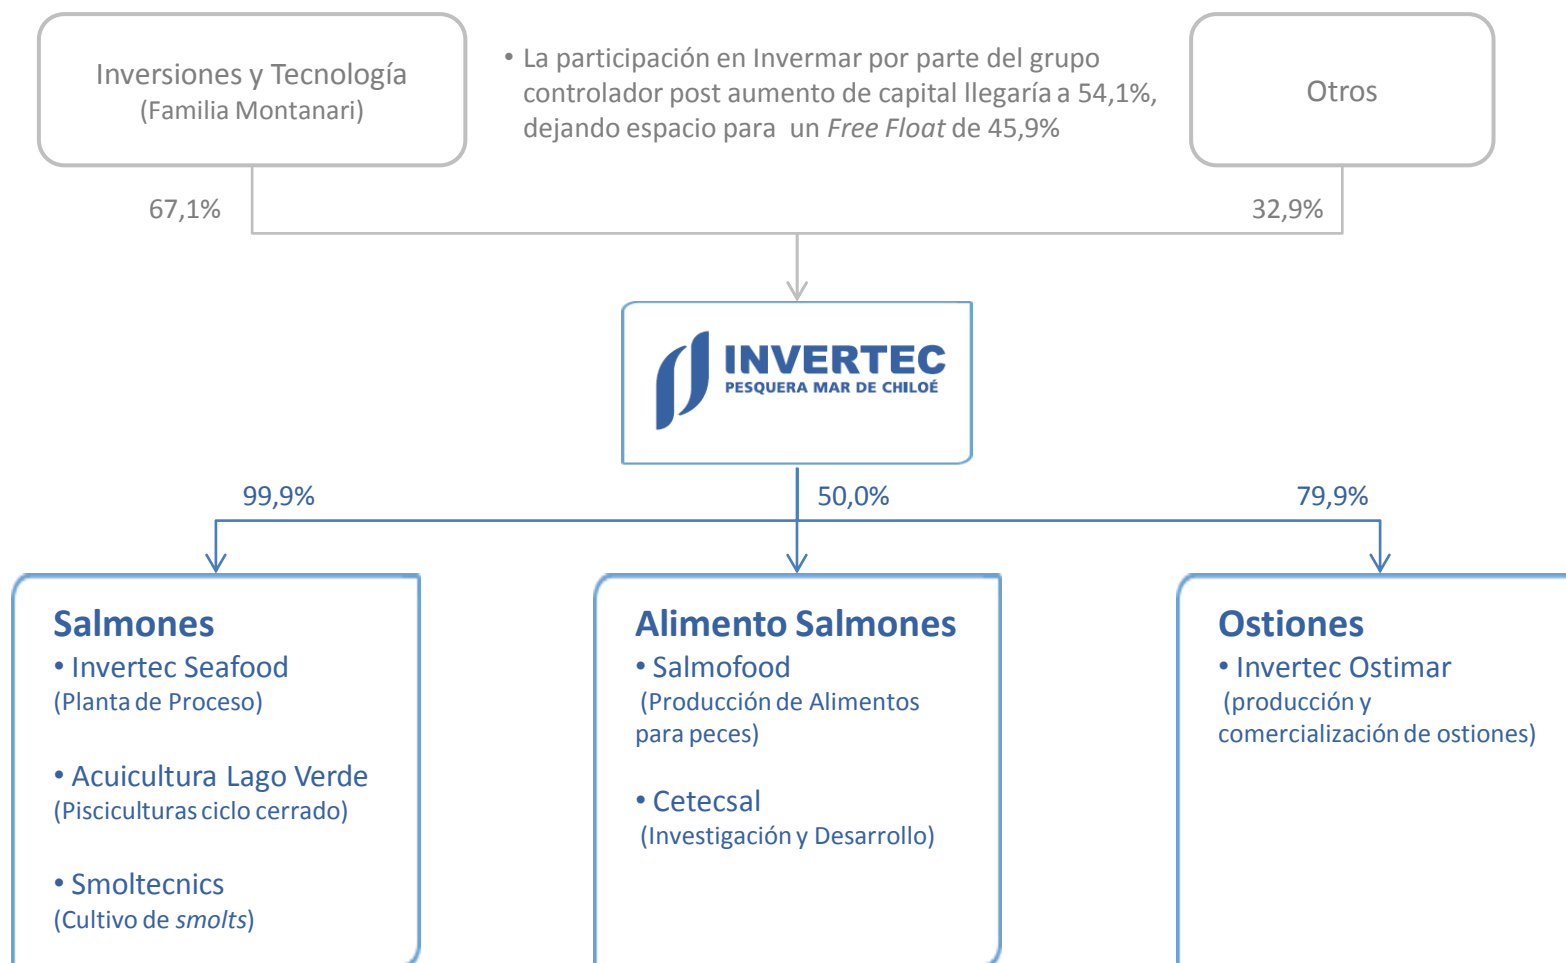 Inversiones y Tecnología
(Familia Montanari)
• La participación en Invermar por parte del grupo
controlador post aumento de capital llegaría a 54,1%,
dejando espacio para un Free Float de 45,9%
Otros
67,1%
32,9%
INVERTEC
PESQUERA MAR DE CHILOÉ
99,9%
50,0%
79,9%
Salmones
• Invertec Seafood
(Planta de Proceso)
• Acuicultura Lago Verde
(Pisciculturas ciclo cerrado)
• Smoltecnics
(Cultivo de smolts)
Alimento Salmones
• Salmofood
(Producción de Alimentos
para peces)
• Cetecsal
(Investigación y Desarrollo)
Ostiones
• Invertec Ostimar
(producción y
comercialización de ostiones)